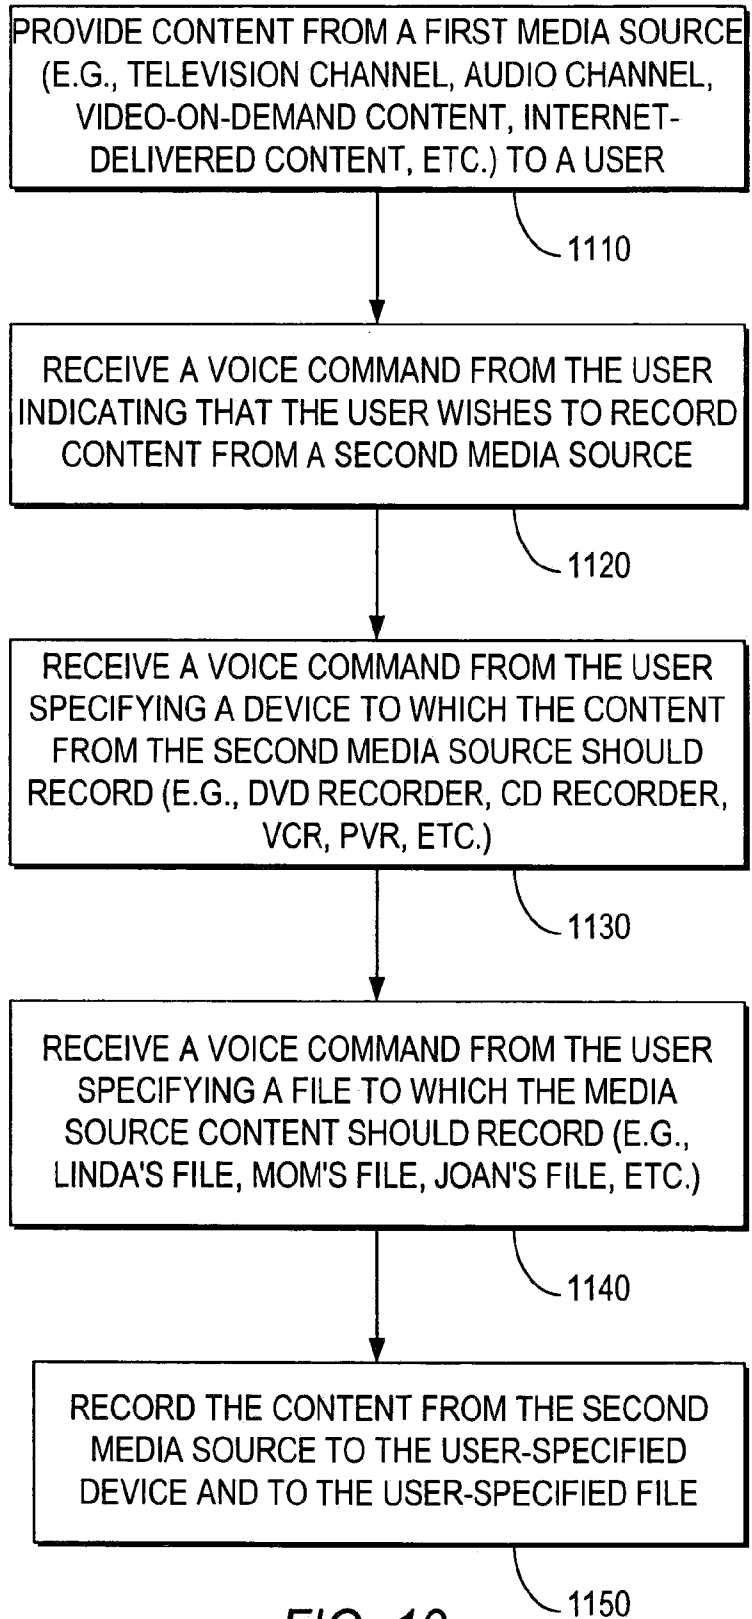 PROVIDE CONTENT FROM A FIRST MEDIA SOURCE
(E.G., TELEVISION CHANNEL, AUDIO CHANNEL,
VIDEO-ON-DEMAND CONTENT, INTERNET-
DELIVERED CONTENT, ETC.) TO A USER
1110
RECEIVE A VOICE COMMAND FROM THE USER
INDICATING THAT THE USER WISHES TO RECORD
CONTENT FROM A SECOND MEDIA SOURCE
1120
RECEIVE A VOICE COMMAND FROM THE USER
SPECIFYING A DEVICE TO WHICH THE CONTENT
FROM THE SECOND MEDIA SOURCE SHOULD
RECORD (E.G., DVD RECORDER, CD RECORDER,
VCR, PVR, ETC.)
1130
RECEIVE A VOICE COMMAND FROM THE USER
SPECIFYING A FILE TO WHICH THE MEDIA
SOURCE CONTENT SHOULD RECORD (E.G.,
LINDA'S FILE, MOM'S FILE, JOAN'S FILE, ETC.)
1140
RECORD THE CONTENT FROM THE SECOND
MEDIA SOURCE TO THE USER-SPECIFIED
DEVICE AND TO THE USER-SPECIFIED FILE
1150